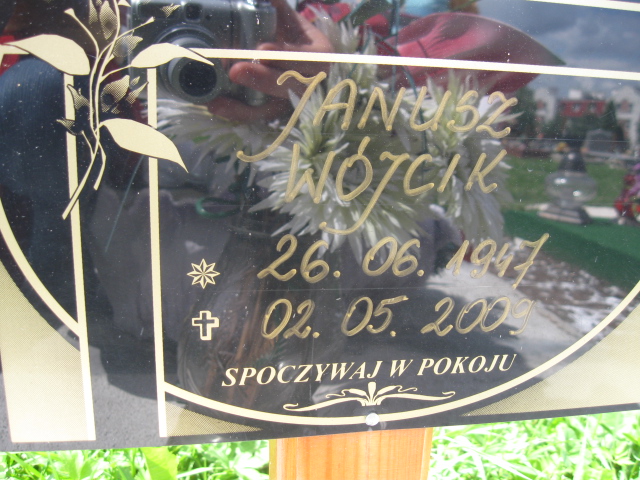 JANUSZ
WÓJCIK
26. 06. 1947
02. 05. 2009
SPOCZYWAJ W POKOJU